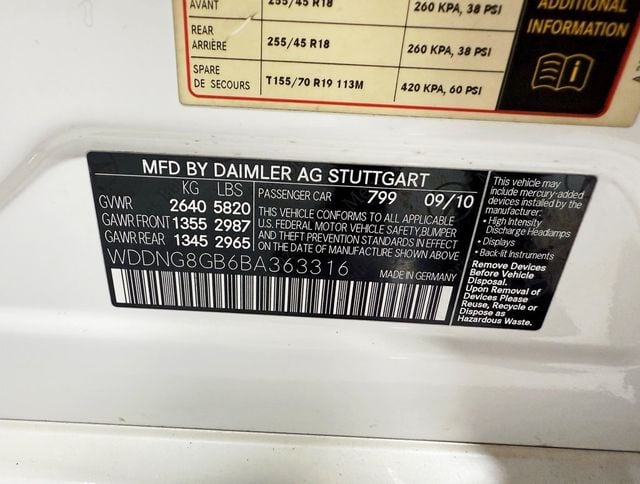 AVANT 255/45 R18 260 KPA, 38 PSI
REAR
ARRIÈRE 255/45 R18 260 KPA, 38 PSI
SPARE
DE SECOURS T155/70 R19 113M 420 KPA, 60 PSI
ADDITIONAL
INFORMATION
MFD BY DAIMLER AG STUTTGART
KG LBS
GVWR 2640 5820
GAWR FRONT 1355 2987
GAWR REAR 1345 2965
PASSENGER CAR 799 09/10
THIS VEHICLE CONFORMS TO ALL APPLICABLE
U.S. FEDERAL MOTOR VEHICLE SAFETY, BUMPER
AND THEFT PREVENTION STANDARDS IN EFFECT
ON THE DATE OF MANUFACTURE SHOWN ABOVE
WDDNG8GB6BA363316
MADE IN GERMANY
This vehicle may
include mercury-added
devices installed by the
manufacturer:
• High Intensity
Discharge Headlamps
• Displays
• Back-lit Instruments
Remove Devices
Before Vehicle
Disposal.
Upon Removal of
Devices Please
Reuse, Recycle or
Dispose as
Hazardous Waste.